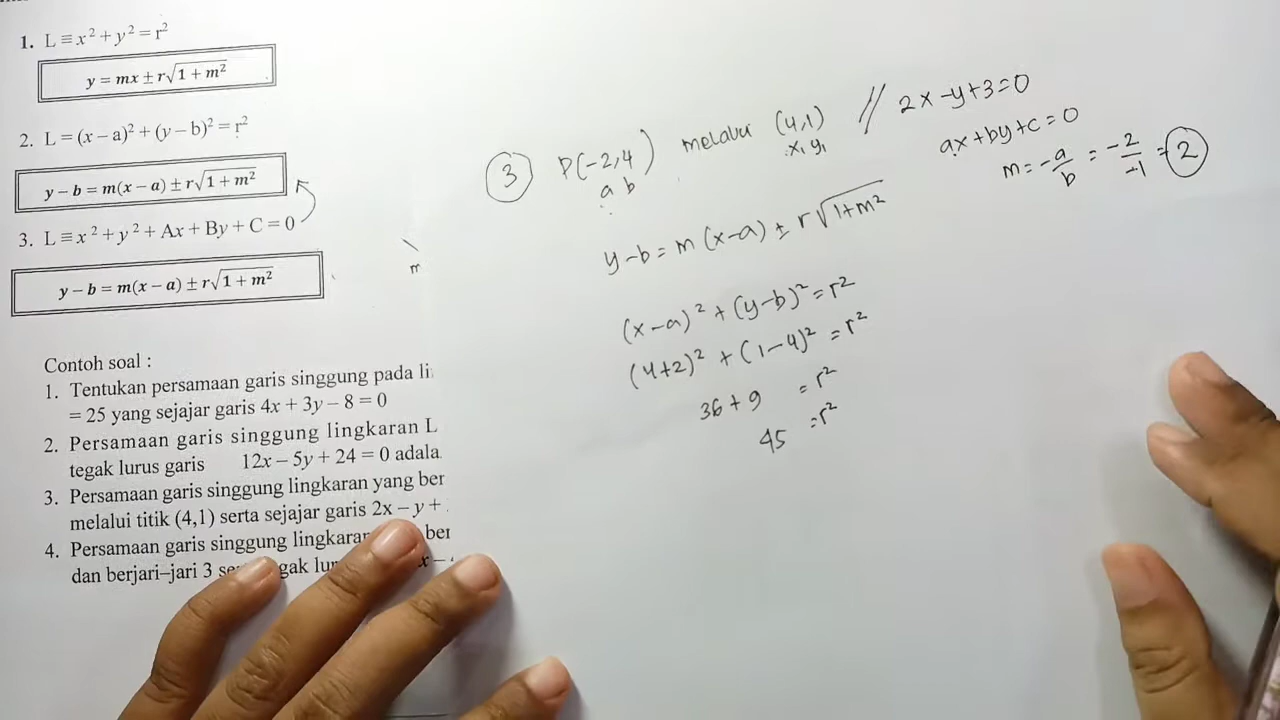 1. L ≡ x² + y² = r²
y = mx ± r√1 + m²
2. L = (x – a)² + (y – b)² = r²
y – b = m(x – a) ± r√1 + m²
3. L ≡ x² + y² + Ax + By + C = 0
y – b = m(x – a) ± r√1 + m²
Contoh soal :
1. Tentukan persamaan garis singgung pada li
= 25 yang sejajar garis 4x + 3y – 8 = 0
2. Persamaan garis singgung lingkaran L
tegak lurus garis 12x – 5y + 24 = 0 adala
3. Persamaan garis singgung lingkaran yang ber
melalui titik (4,1) serta sejajar garis 2x – y +
4. Persamaan garis singgung lingkaran ber
dan berjari–jari 3 se gak lur x –
m
③ P(-2,4) melalui (4,1) // 2x-y+3=0
a b x₁ y₁
ax+by+c=0
m=-a/b = -2/-1 = 2
y-b = m (x-a) ± r√1+m²
(x-a)² + (y-b)² = r²
(4+2)² + (1-4)² = r²
36+9 = r²
45 = r²